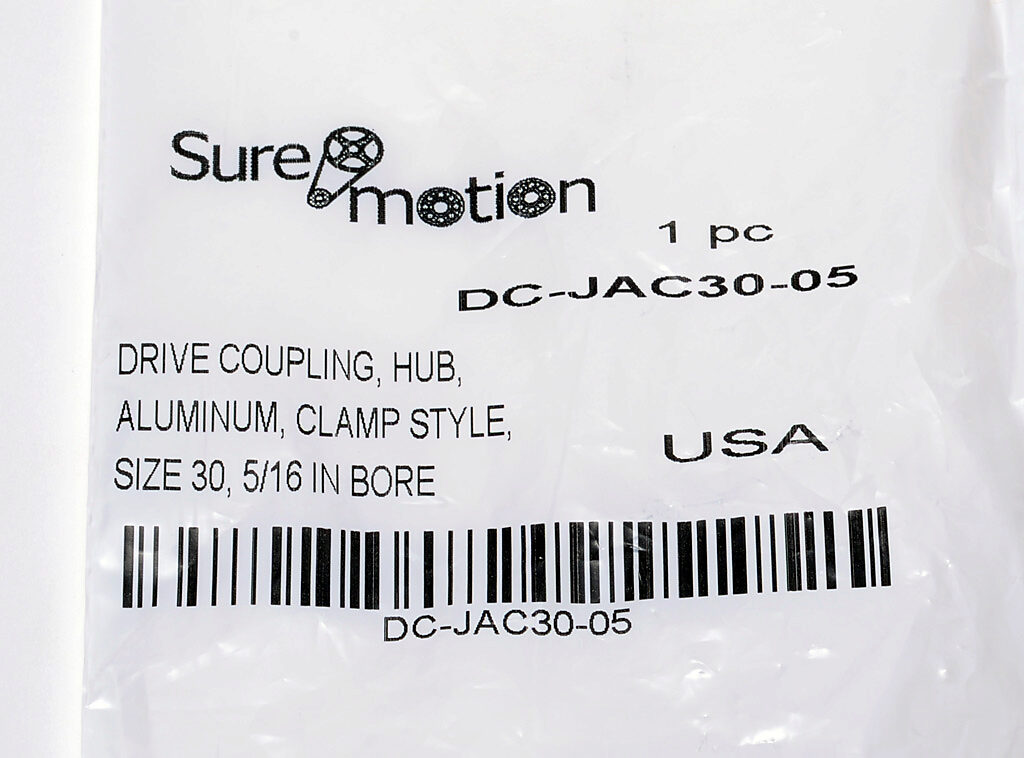 Sure motion
1 pc
DC-JAC30-05
DRIVE COUPLING, HUB,
ALUMINUM, CLAMP STYLE,
SIZE 30, 5/16 IN BORE
USA
DC-JAC30-05